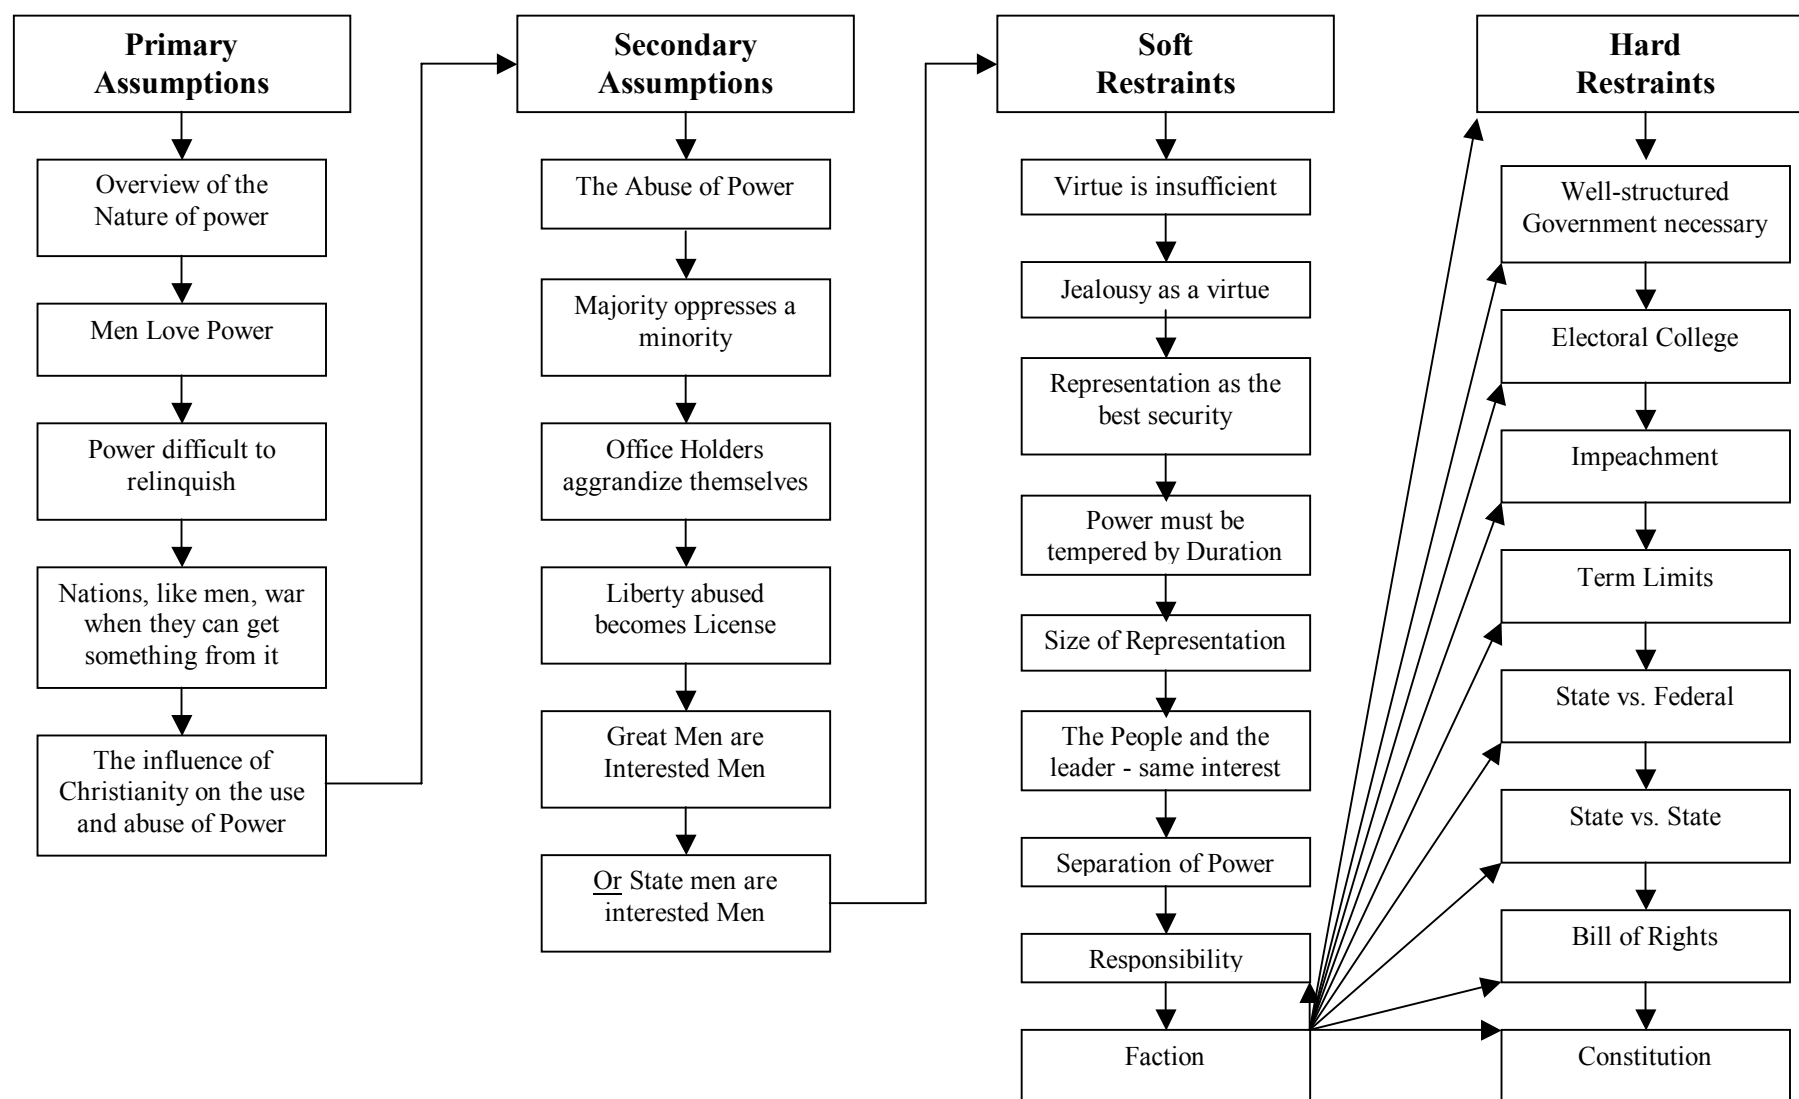 Primary
Assumptions
Overview of the
Nature of power
Men Love Power
Power difficult to
relinquish
Nations, like men, war
when they can get
something from it
The influence of
Christianity on the use
and abuse of Power
Secondary
Assumptions
The Abuse of Power
Majority oppresses a
minority
Office Holders
aggrandize themselves
Liberty abused
becomes License
Great Men are
Interested Men
Or State men are
interested Men
Soft
Restraints
Virtue is insufficient
Jealousy as a virtue
Representation as the
best security
Power must be
tempered by Duration
Size of Representation
The People and the
leader - same interest
Separation of Power
Responsibility
Faction
Hard
Restraints
Well-structured
Government necessary
Electoral College
Impeachment
Term Limits
State vs. Federal
State vs. State
Bill of Rights
Constitution